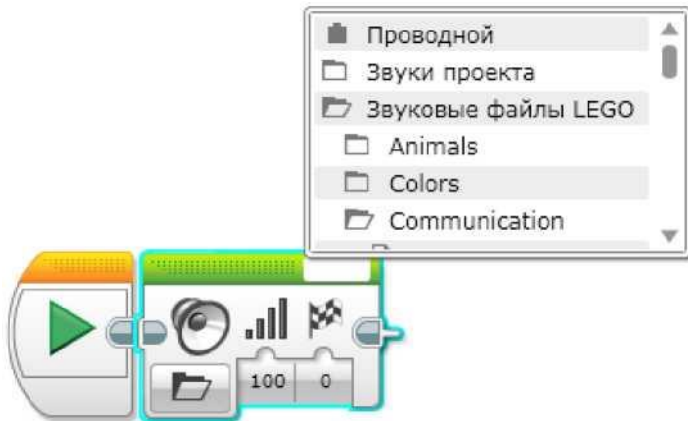 Проводной
Звуки проекта
Звуковые файлы LEGO
Animals
Colors
Communication
100 0